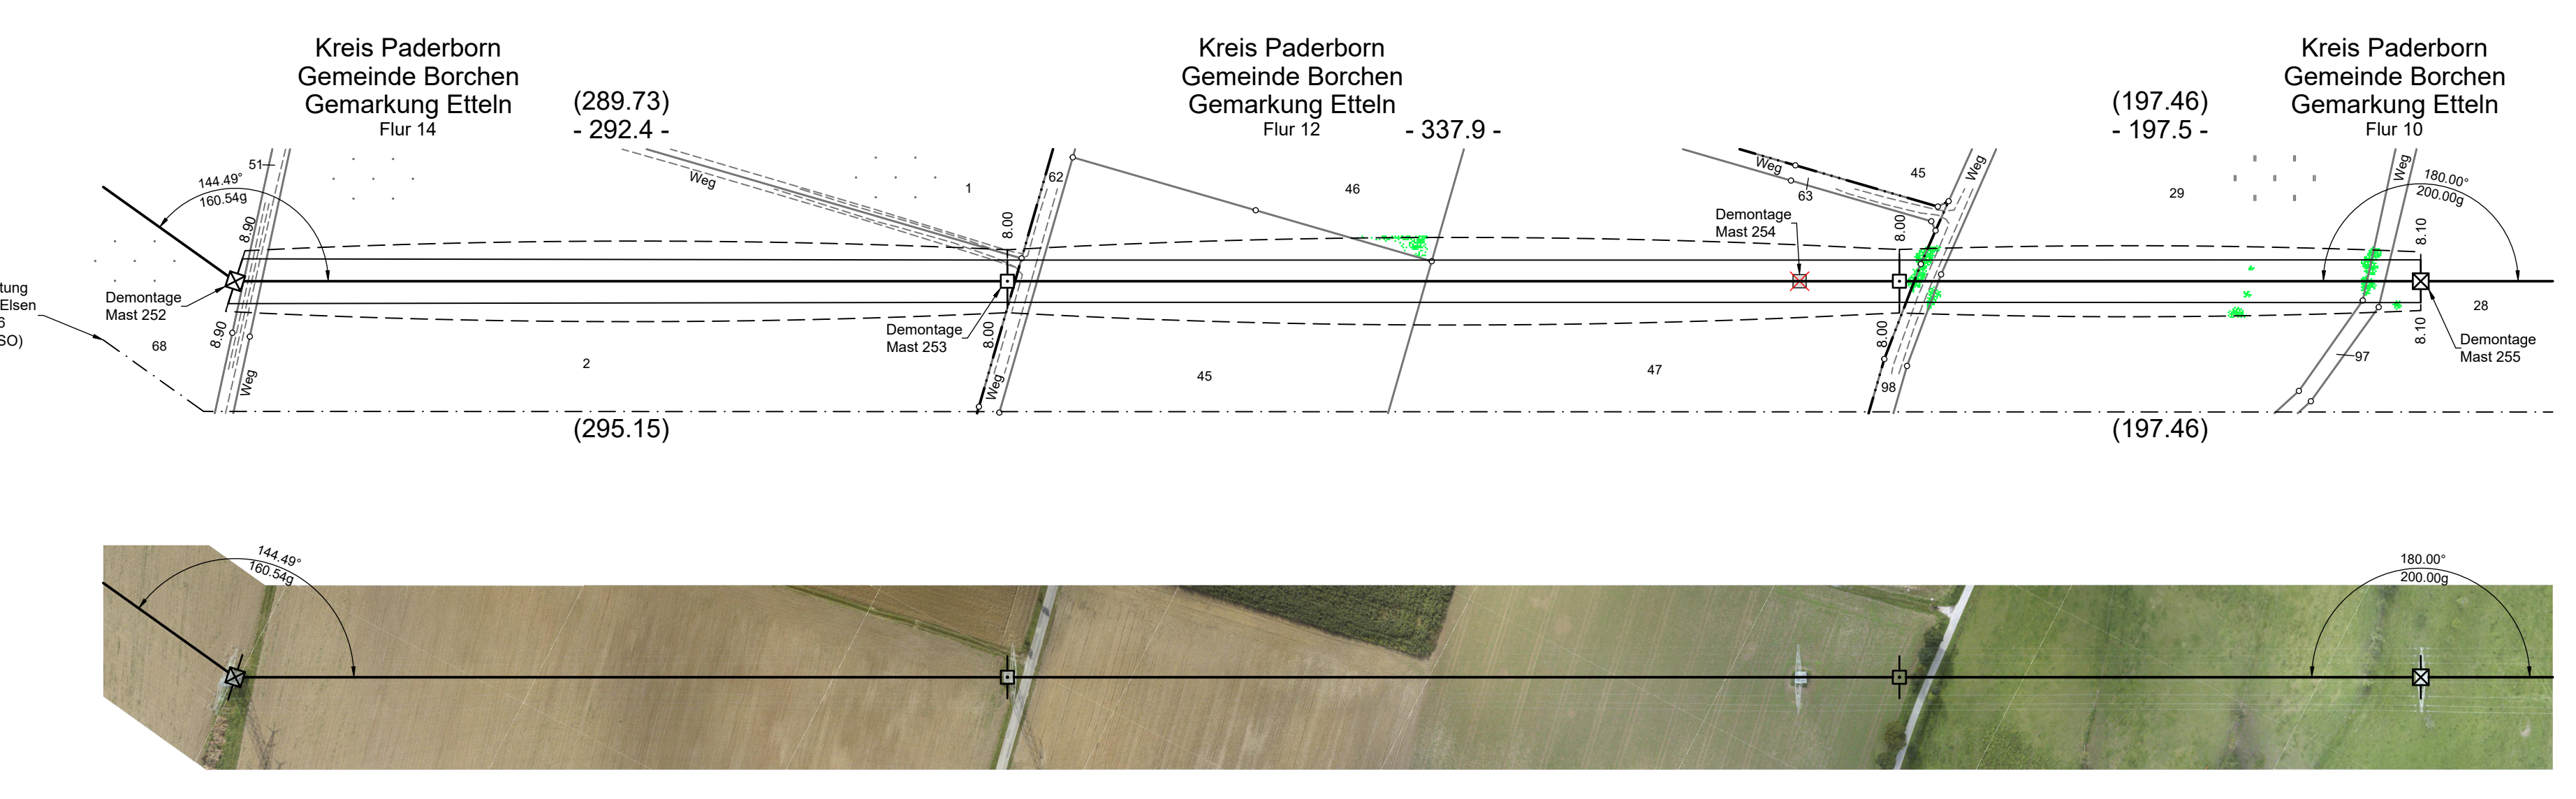 Kreis Paderborn
Gemeinde Borchen
Gemarkung Etteln
Flur 14
(289.73)
- 292.4 -
Kreis Paderborn
Gemeinde Borchen
Gemarkung Etteln
Flur 12
- 337.9 -
(197.46)
- 197.5 -
Kreis Paderborn
Gemeinde Borchen
Gemarkung Etteln
Flur 10
51
144.49°
160.54g
8.90
Weg
1
8.00
62
46
Weg
63
45
Weg
8.00
29
Weg
180.00°
200.00g
8.10
Demontage
Mast 254
tung
Elsen
6
SO)
Demontage
Mast 252
8.90
68
Weg
2
Demontage
Mast 253
8.00
Weg
45
47
8.00
98
97
8.10
28
Demontage
Mast 255
(295.15)
(197.46)
144.49°
160.54g
180.00°
200.00g